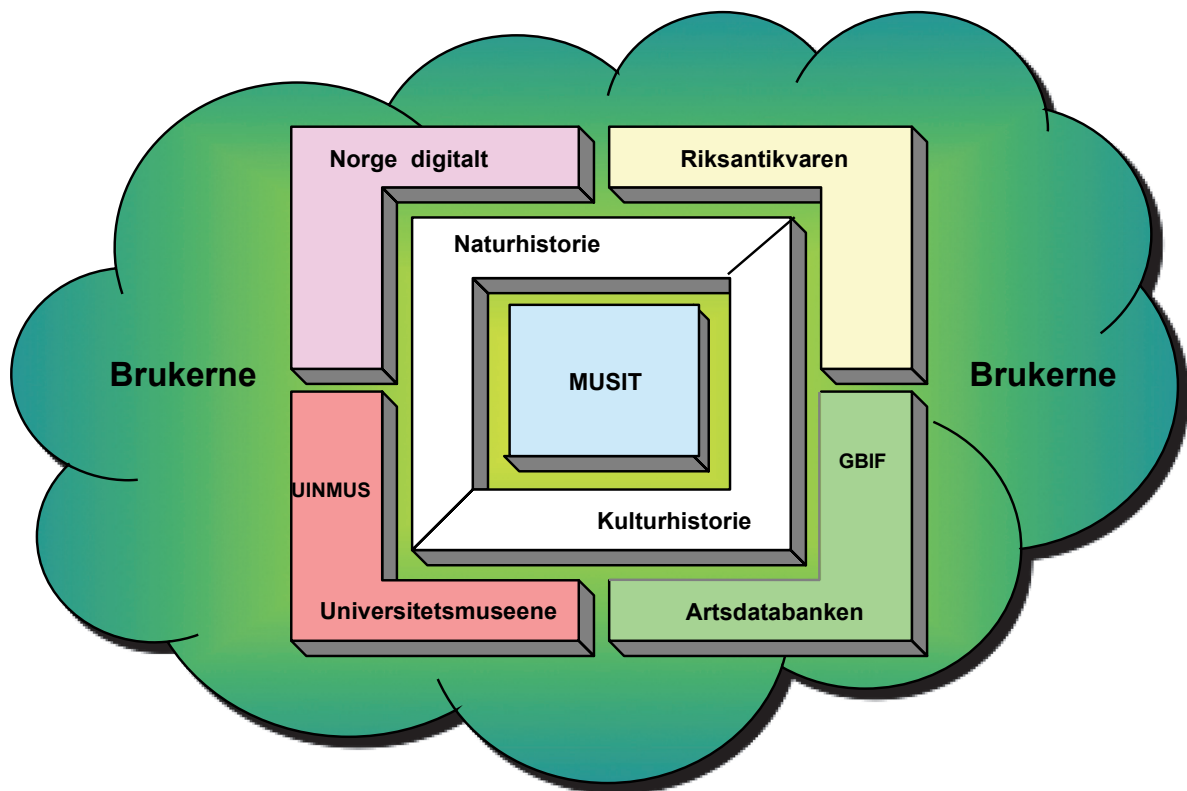 Norge digitalt
Riksantikvaren
Naturhistorie
Brukerne
MUSIT
Brukerne
GBIF
UINMUS
Kulturhistorie
Universitetsmuseene
Artsdatabanken